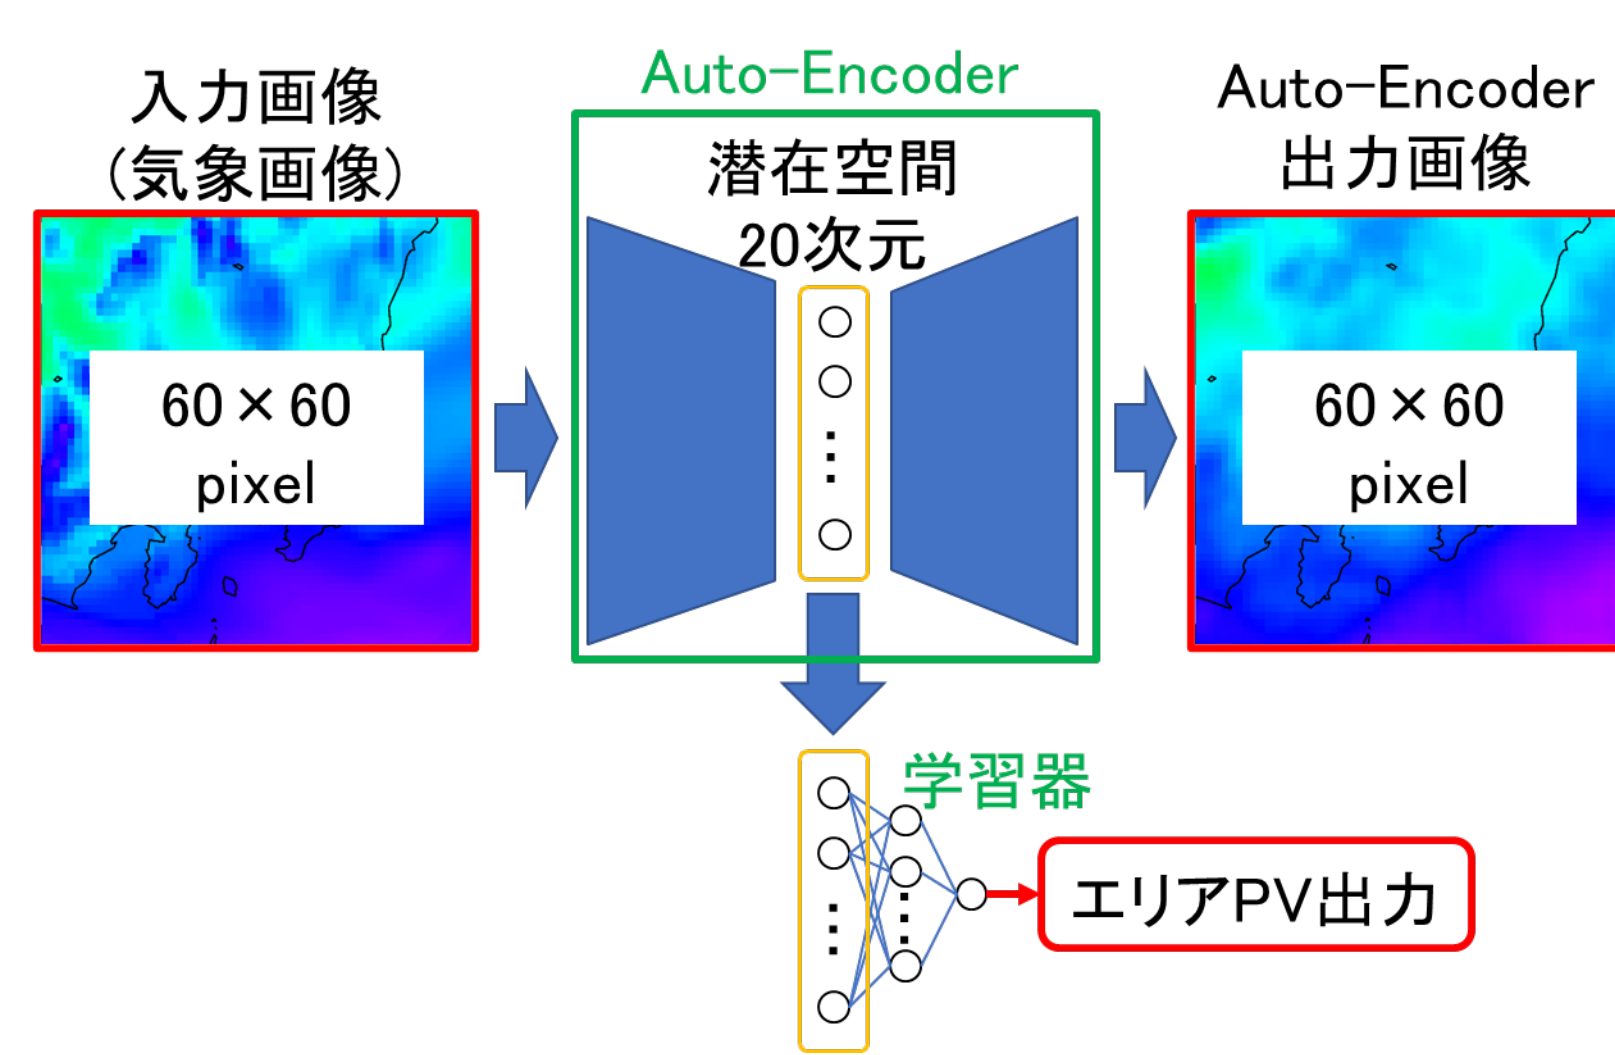 入力画像
(気象画像)
60×60
pixel
Auto-Encoder
潜在空間
20次元
Auto-Encoder
出力画像
60×60
pixel
学習器
エリアPV出力